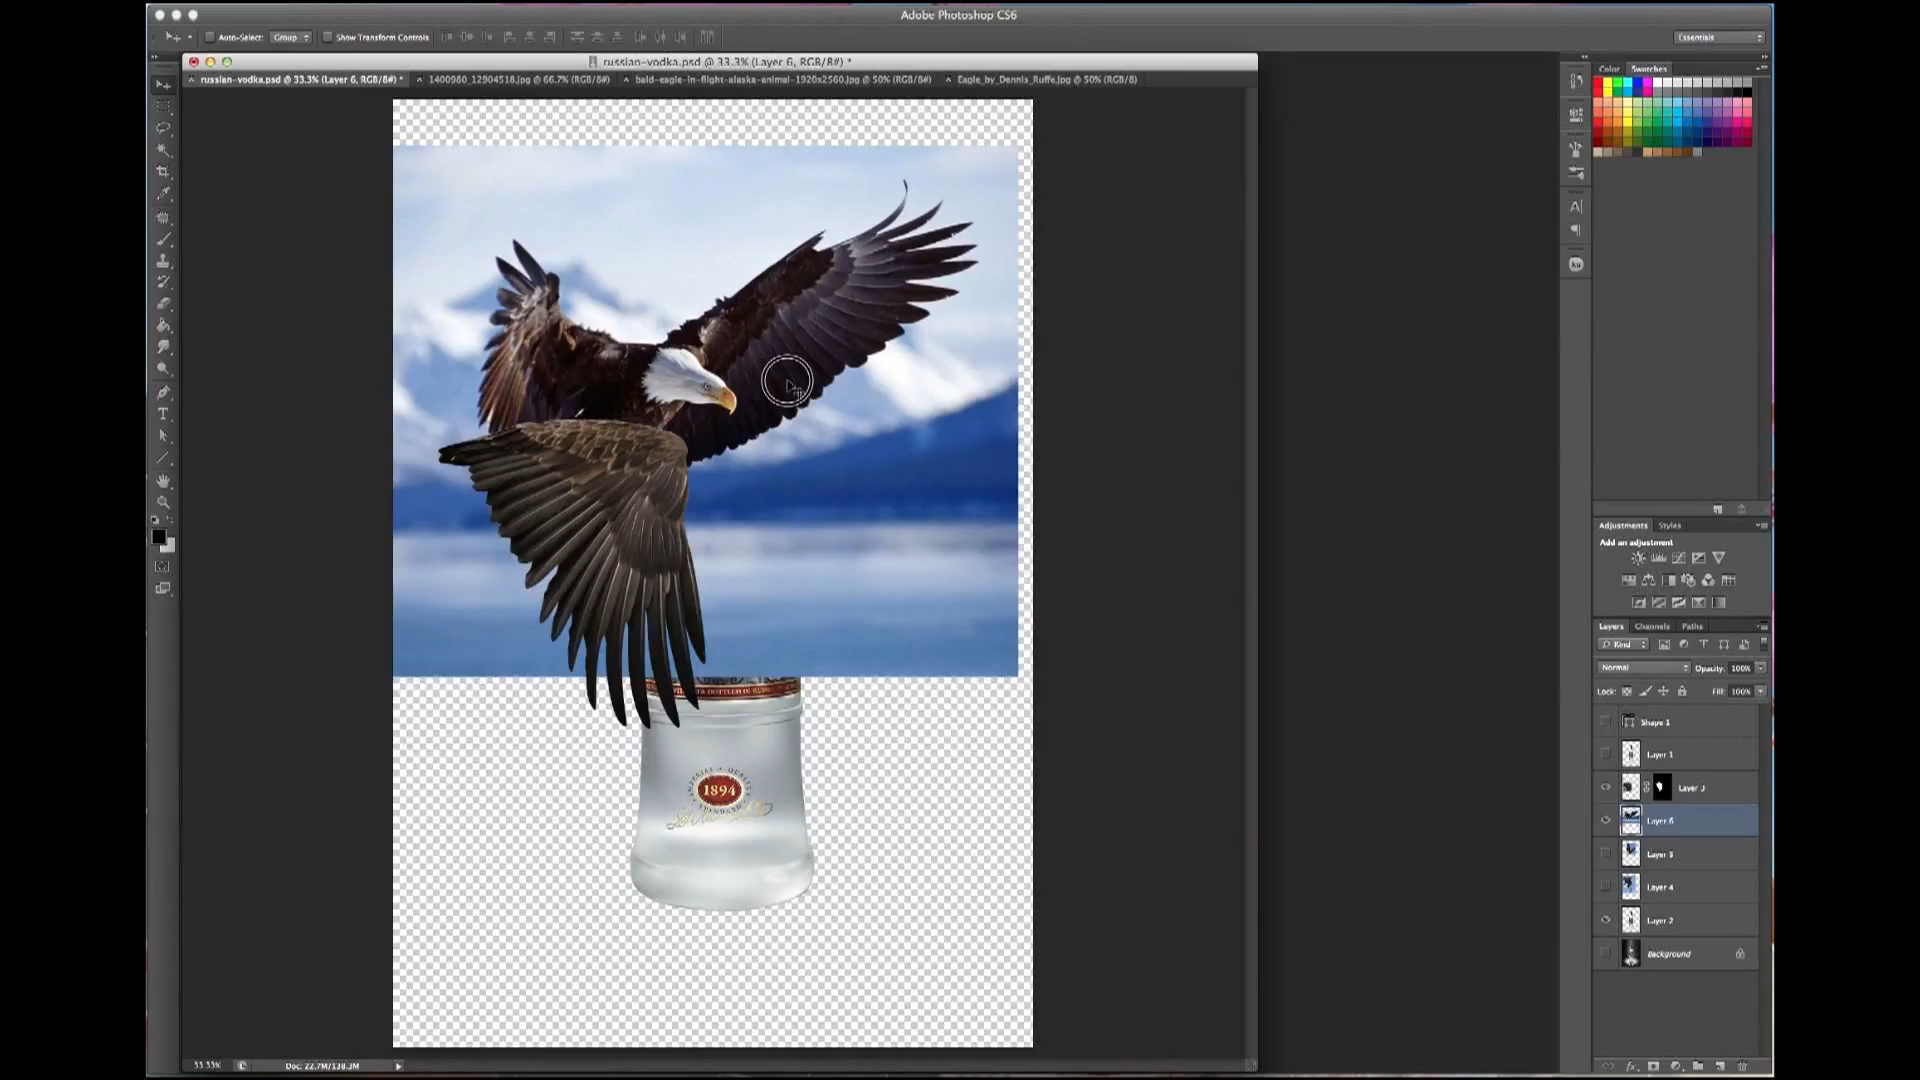 Adobe Photoshop CS6
Auto-Select: Group Show Transform Controls Essentials
russian-vodka.psd @ 33.3% (Layer 6, RGB/8#) *
russian-vodka.psd @ 33.3% (Layer 6, RGB/8#) * 1400980_12904518.jpg @ 66.7% (RGB/8#) bald-eagle-in-flight-alaska-animal-1920x2560.jpg @ 50% (RGB/8#) Eagle_by_Dennis_Ruffe.jpg @ 50% (RGB/8)
Color Swatches
Adjustments Styles
Add an adjustment
Layers Channels Paths
Kind
Normal Opacity: 100%
Lock: Fill: 100%
Shape 1
Layer 1
Layer 3
Layer 6
Layer 5
Layer 4
Layer 2
Background
1894
33.33% Doc: 22.7M/138.3M